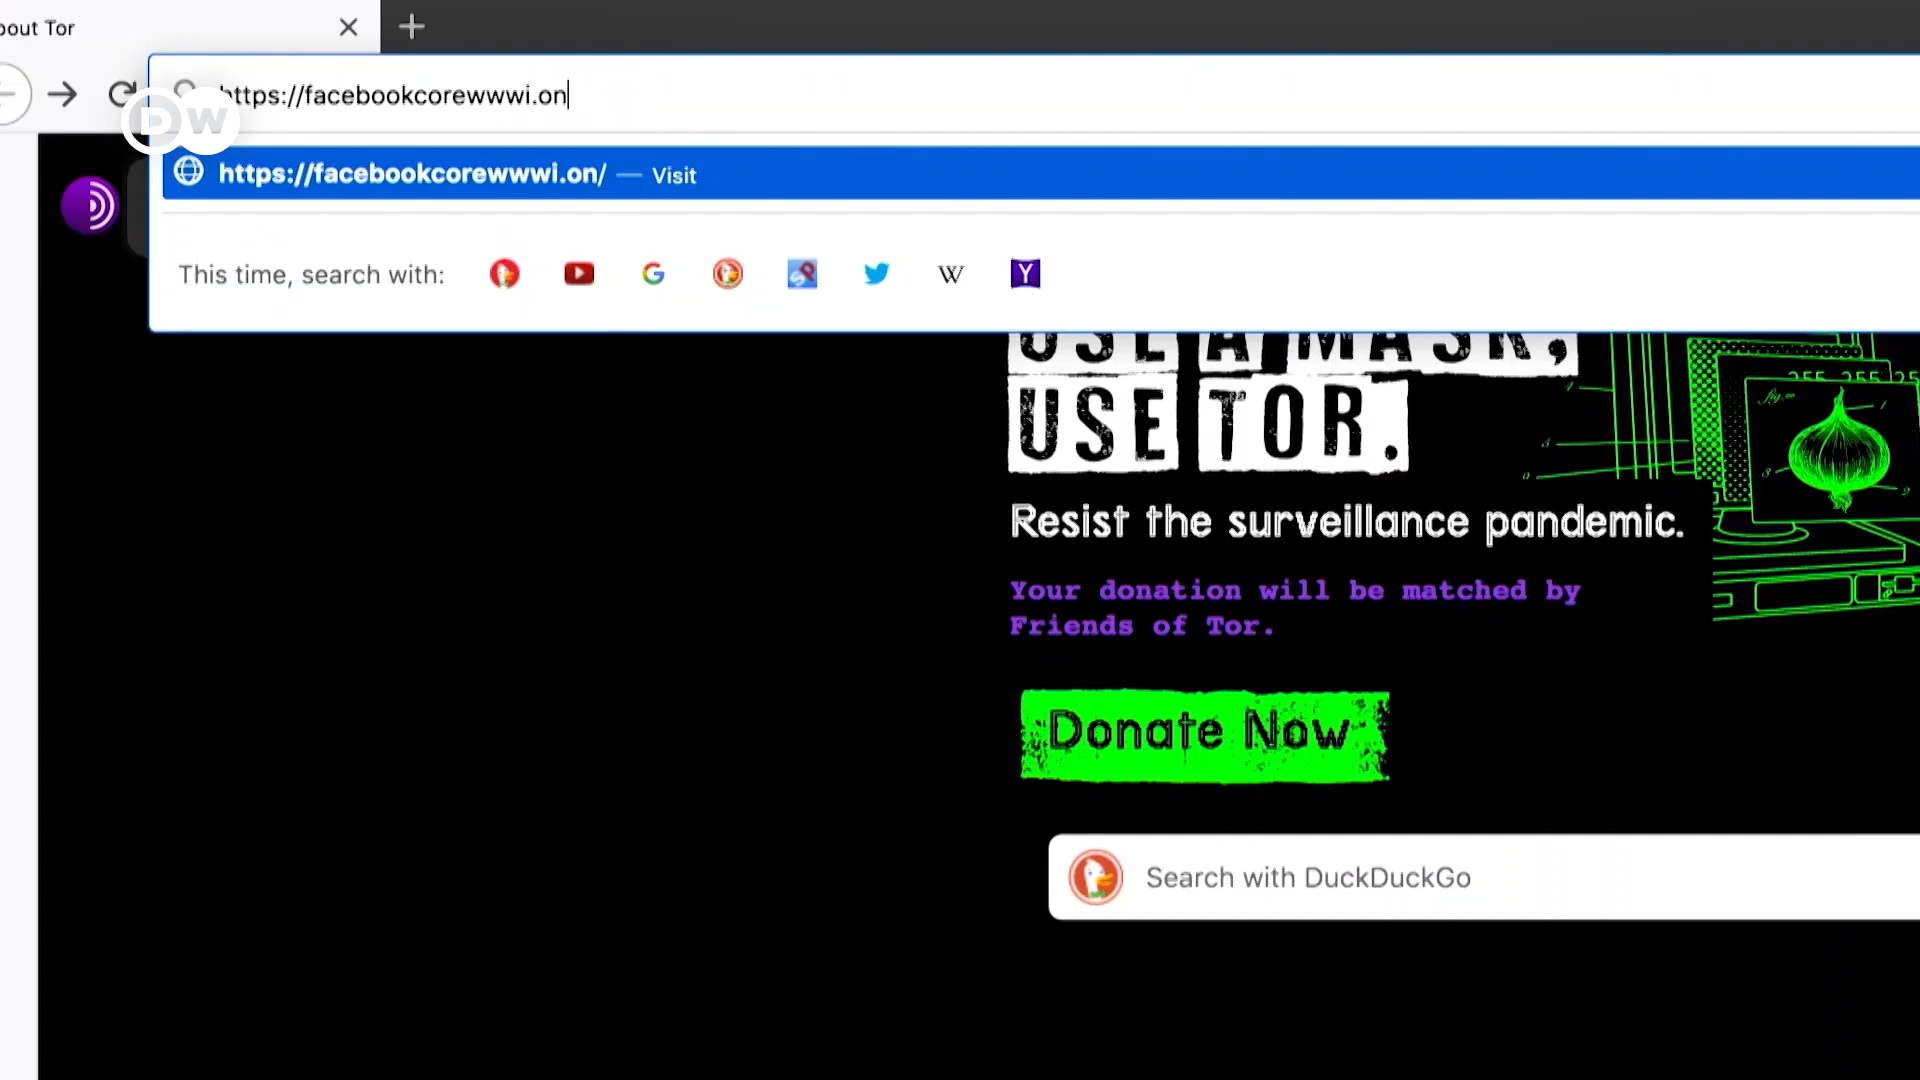 bout Tor
https://facebookcorewwwi.on
DW
https://facebookcorewwwi.on/ — Visit
This time, search with:
USE A MASK,
USE TOR.
Resist the surveillance pandemic.
Your donation will be matched by
Friends of Tor.
Donate Now
Search with DuckDuckGo